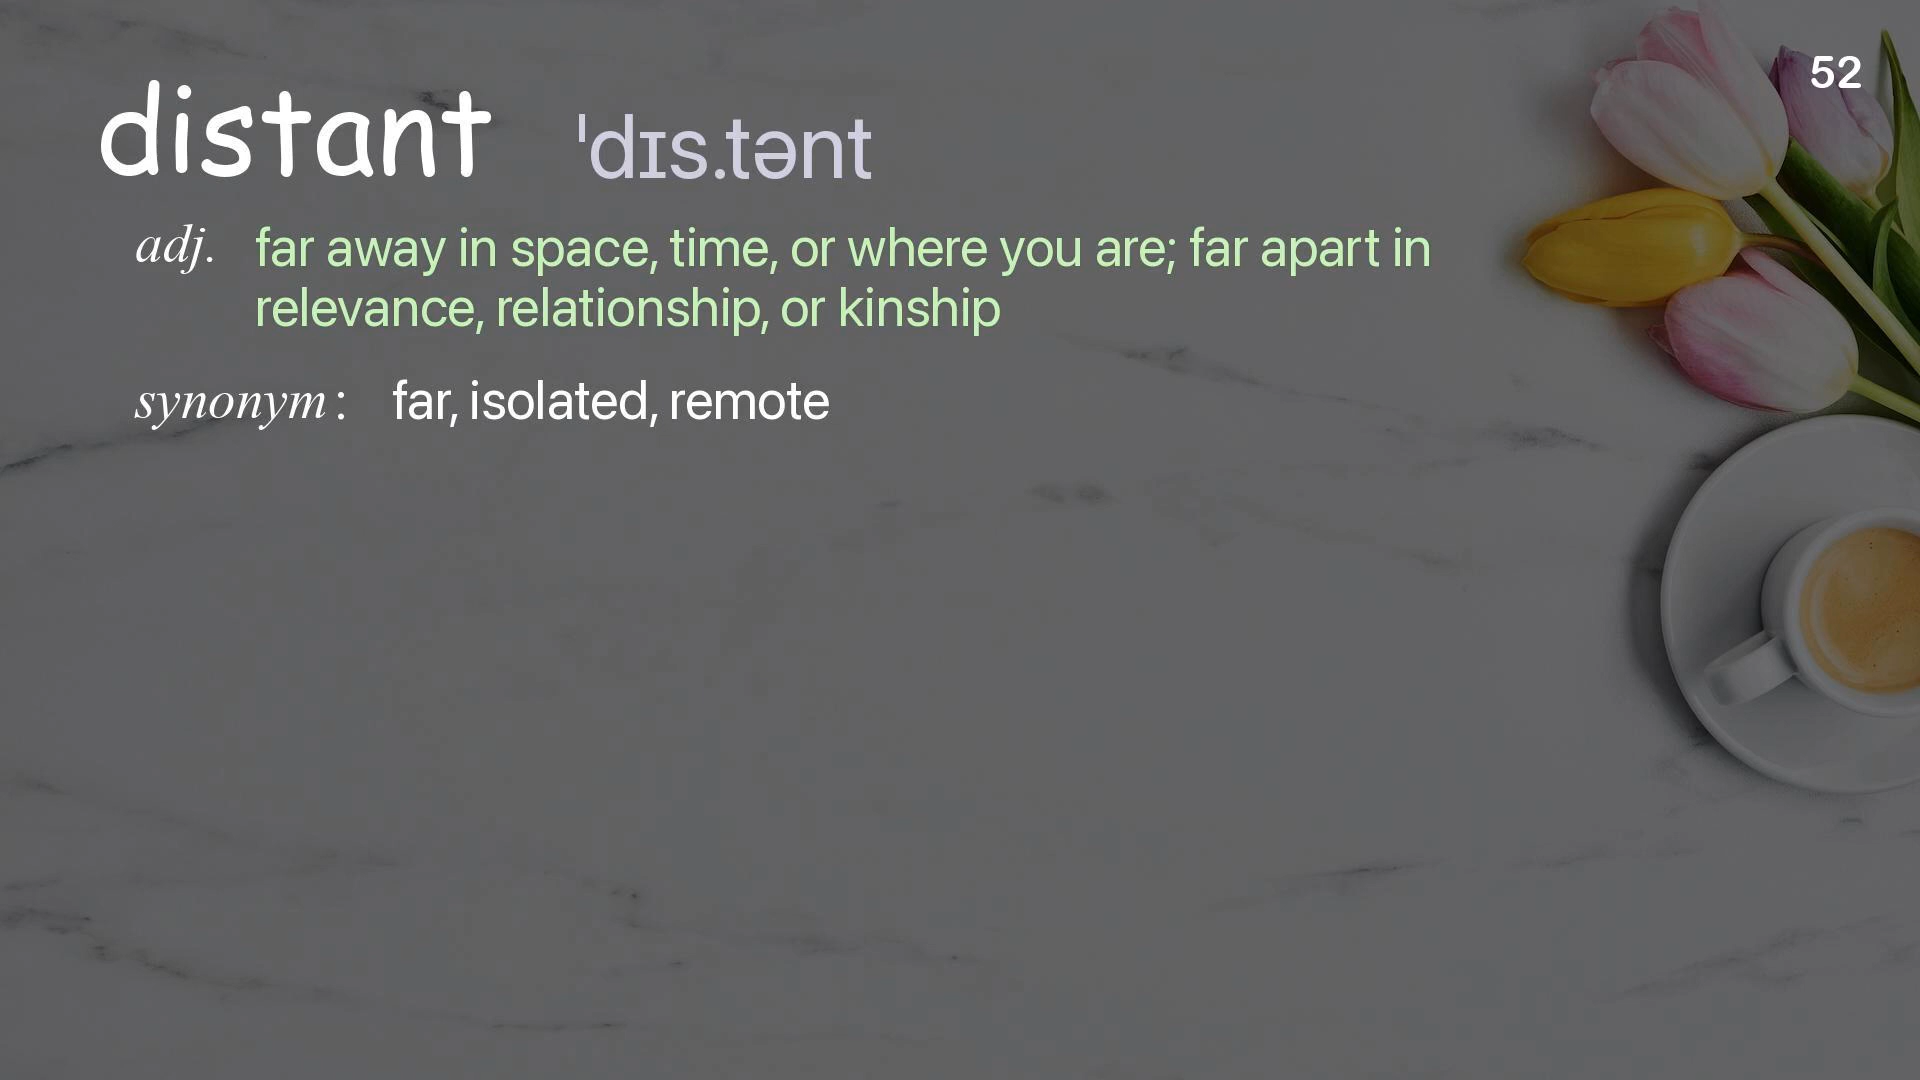 52
distant ˈdɪs.tənt
adj. far away in space, time, or where you are; far apart in
relevance, relationship, or kinship
synonym : far, isolated, remote